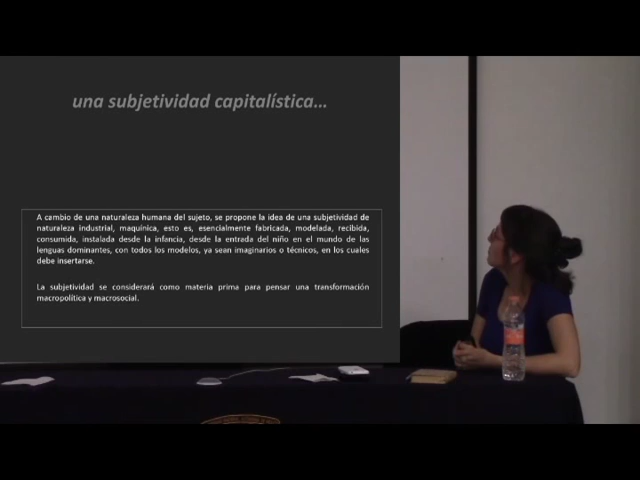 una subjetividad capitalística...
A cambio de una naturaleza humana del sujeto, se propone la idea de una subjetividad de
naturaleza industrial, maquínica, esto es, esencialmente fabricada, modelada, recibida,
consumida, instalada desde la infancia, desde la entrada del niño en el mundo de las
lenguas dominantes, con todos los modelos, ya sean imaginarios o técnicos, en los cuales
debe insertarse.
La subjetividad se considerará como materia prima para pensar una transformación
macropolítica y macrosocial.